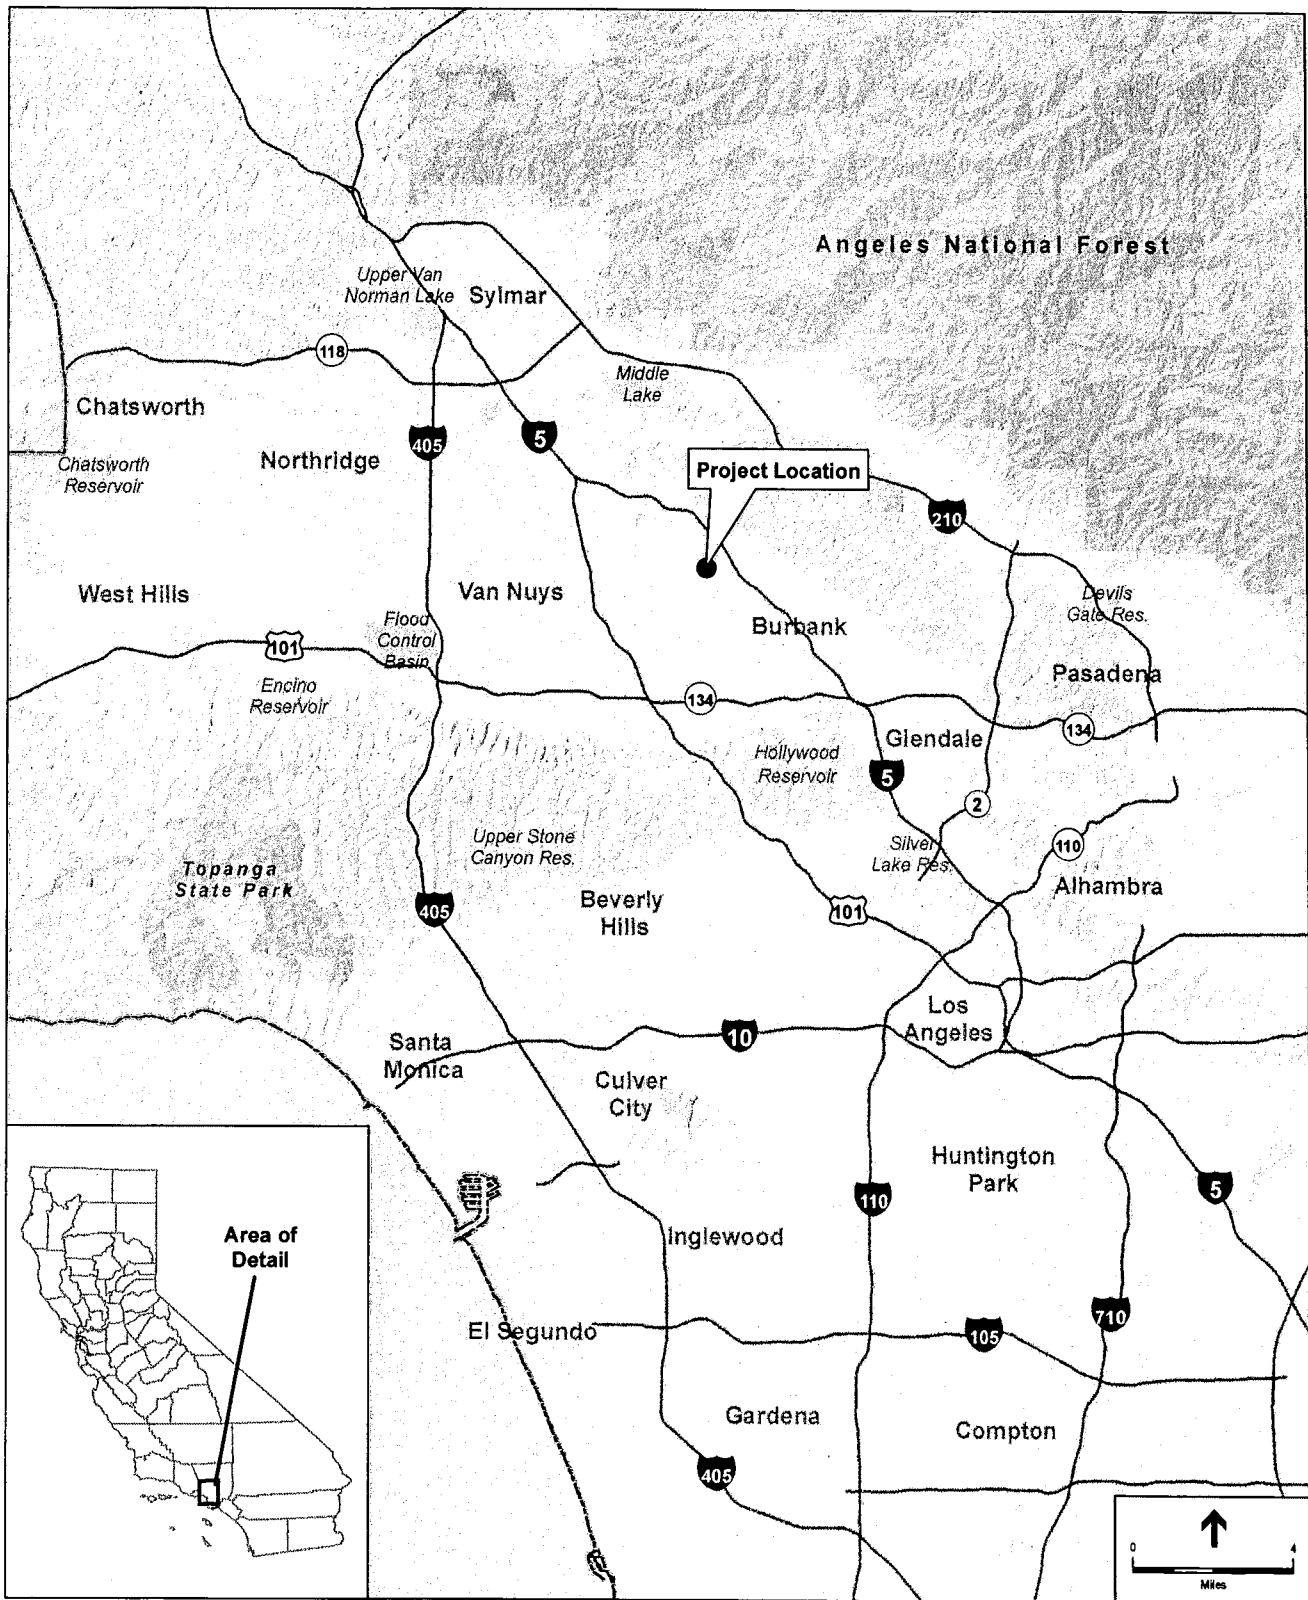 Angeles National Forest
Upper Van
Norman Lake
Sylmar
118
Middle
Lake
Chatsworth
405
5
Northridge
Chatsworth
Reservoir
Project Location
210
West Hills
Van Nuys
Devils
Gate Res.
Flood
Control
Basin
Burbank
101
Pasadena
Encino
Reservoir
134
134
Glendale
Hollywood
Reservoir
5
2
Upper Stone
Canyon Res.
Silver
Lake Res.
110
Topanga
State Park
Alhambra
Beverly
Hills
405
101
Los
Angeles
10
Santa
Monica
Culver
City
Huntington
Park
110
5
Area of
Detail
Inglewood
El Segundo
105
710
Gardena
Compton
405
0
4
Miles